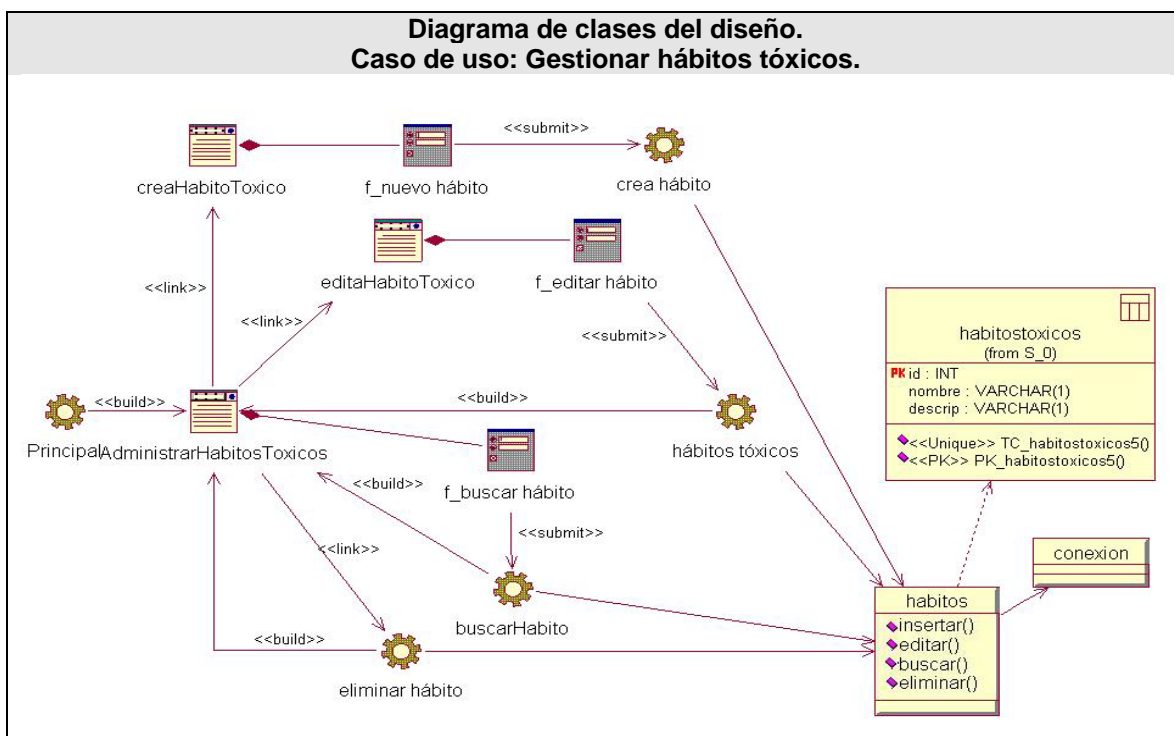 Diagrama de clases del diseño.
Caso de uso: Gestionar hábitos tóxicos.
<<submit>>
creaHabitoToxico
f_nuevo hábito
crea hábito
<<link>>
editaHabitoToxico
f_editar hábito
<<link>>
<<submit>>
habitostoxicos
(from S_0)
PK id : INT
nombre : VARCHAR(1)
descrip : VARCHAR(1)
<<Unique>> TC_habitostoxicos5()
<<PK>> PK_habitostoxicos5()
<<build>>
<<build>>
Principal
AdministrarHabitosToxicos
hábitos tóxicos
<<build>>
f_buscar hábito
<<link>>
<<submit>>
conexion
buscarHabito
habitos
insertar()
editar()
buscar()
eliminar()
<<build>>
eliminar hábito